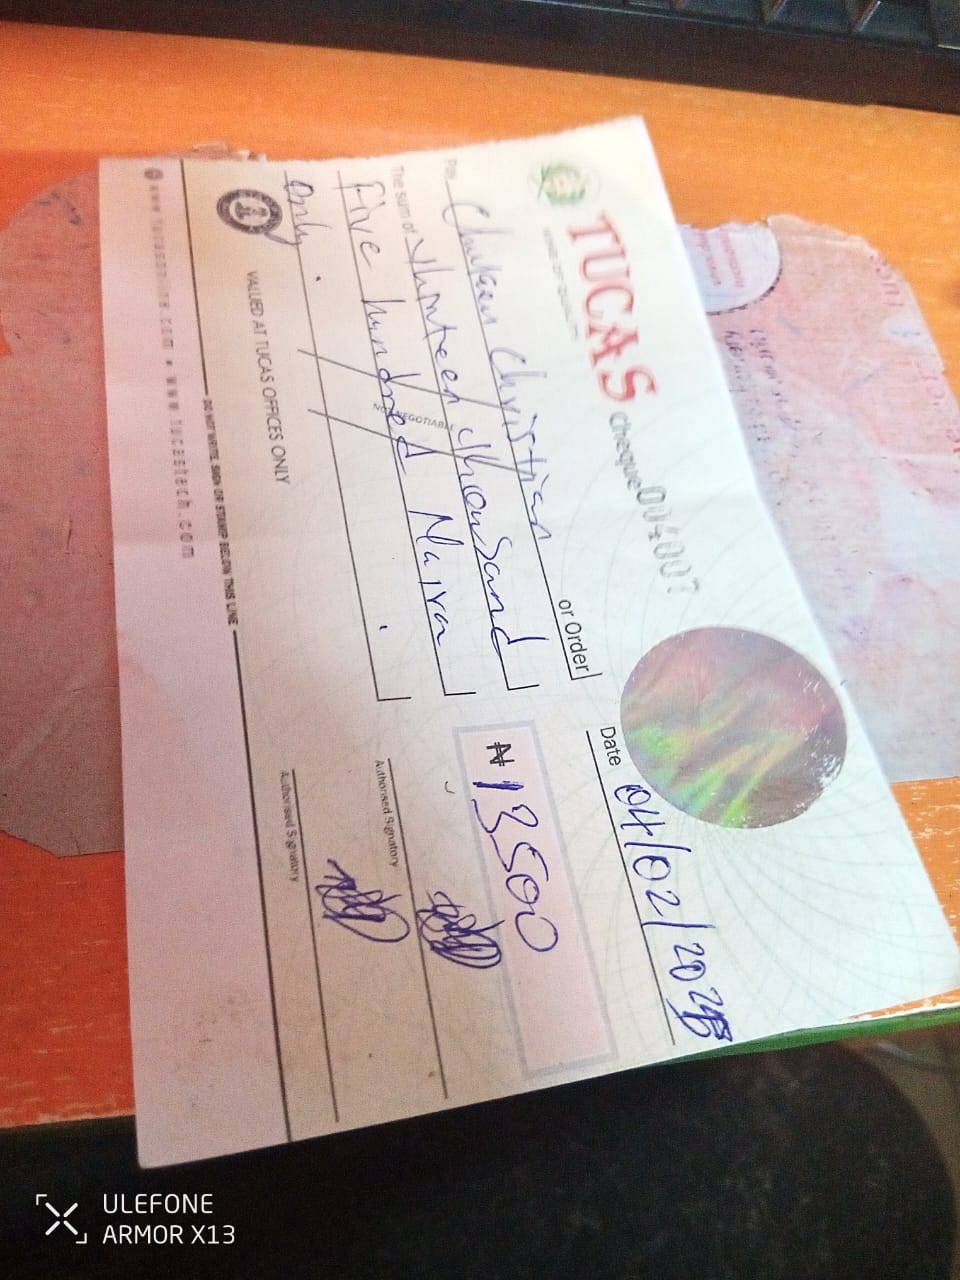 TUCAS cheque 004007
Date 04/02/2025
Pay Christian or Order
The sum of Thirteen thousand
Five hundred Naira
Only.
₦ 13500
NOT NEGOTIABLE
Authorised Signatory
Authorised Signatory
VALUED AT TUCAS OFFICES ONLY
DO NOT WRITE, SIGN OR STAMP BELOW THIS LINE
www.tucasonline.com • www.tucastech.com
ULEFONE
ARMOR X13